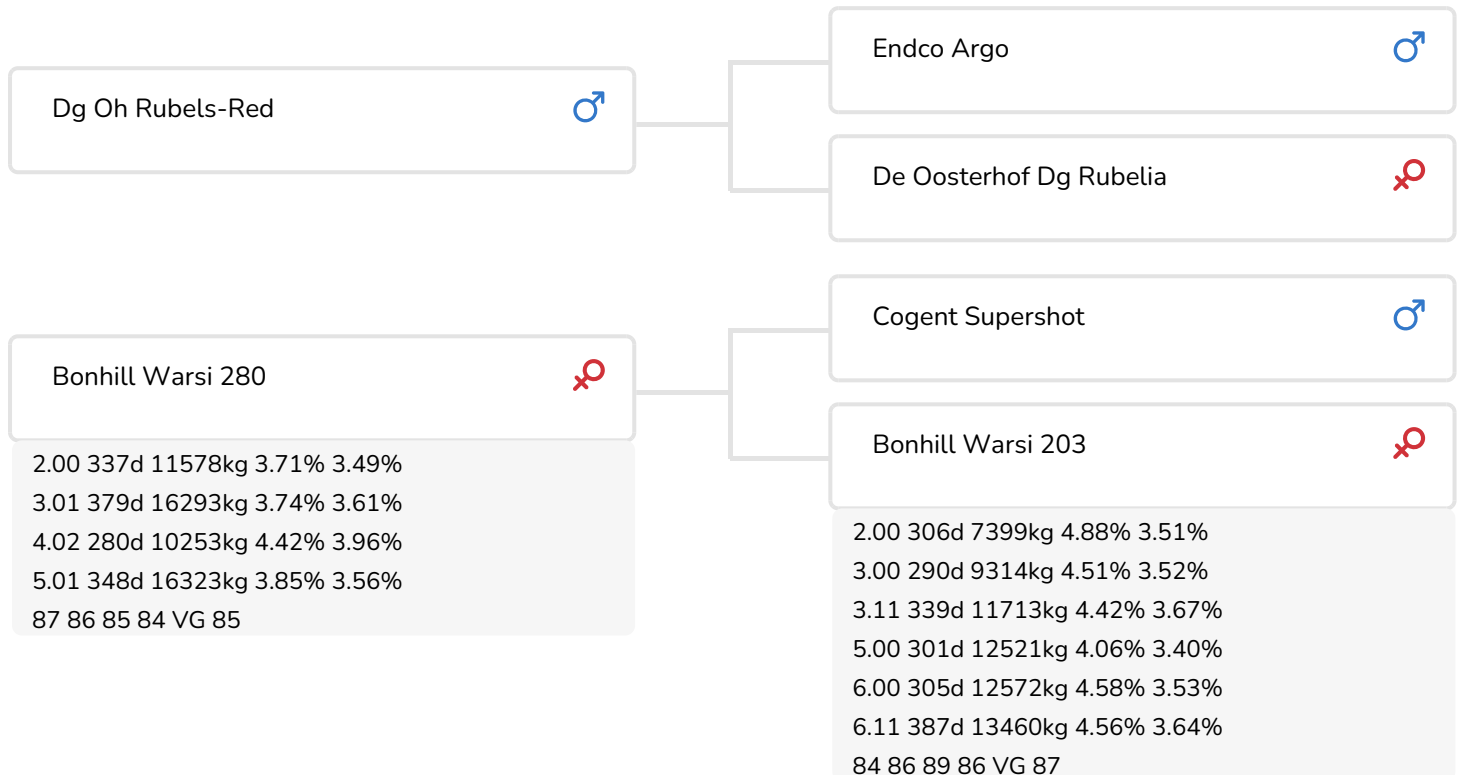 Dg Oh Rubels-Red
Endco Argo
De Oosterhof Dg Rubelia
Bonhill Warsi 280
2.00 337d 11578kg 3.71% 3.49%
3.01 379d 16293kg 3.74% 3.61%
4.02 280d 10253kg 4.42% 3.96%
5.01 348d 16323kg 3.85% 3.56%
87 86 85 84 VG 85
Cogent Supershot
Bonhill Warsi 203
2.00 306d 7399kg 4.88% 3.51%
3.00 290d 9314kg 4.51% 3.52%
3.11 339d 11713kg 4.42% 3.67%
5.00 301d 12521kg 4.06% 3.40%
6.00 305d 12572kg 4.58% 3.53%
6.11 387d 13460kg 4.56% 3.64%
84 86 89 86 VG 87